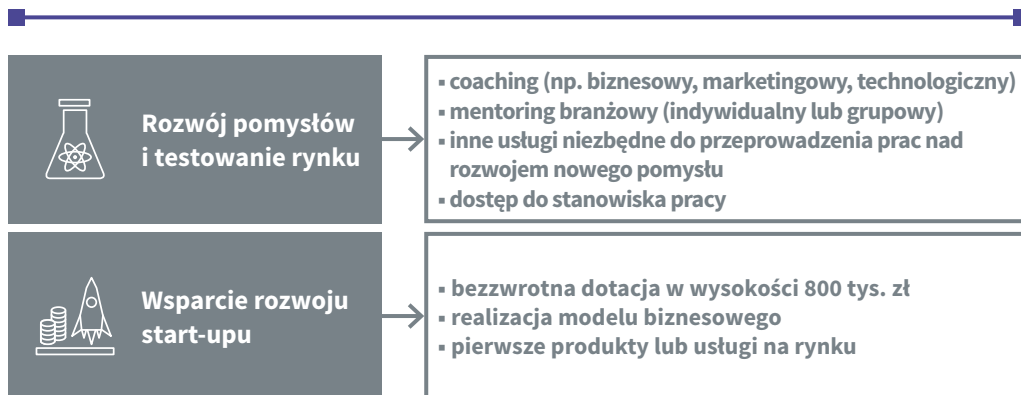 Rozwój pomysłów
i testowanie rynku
▪ coaching (np. biznesowy, marketingowy, technologiczny)
▪ mentoring branżowy (indywidualny lub grupowy)
▪ inne usługi niezbędne do przeprowadzenia prac nad
rozwojem nowego pomysłu
▪ dostęp do stanowiska pracy
Wsparcie rozwoju
start-upu
▪ bezzwrotna dotacja w wysokości 800 tys. zł
▪ realizacja modelu biznesowego
▪ pierwsze produkty lub usługi na rynku